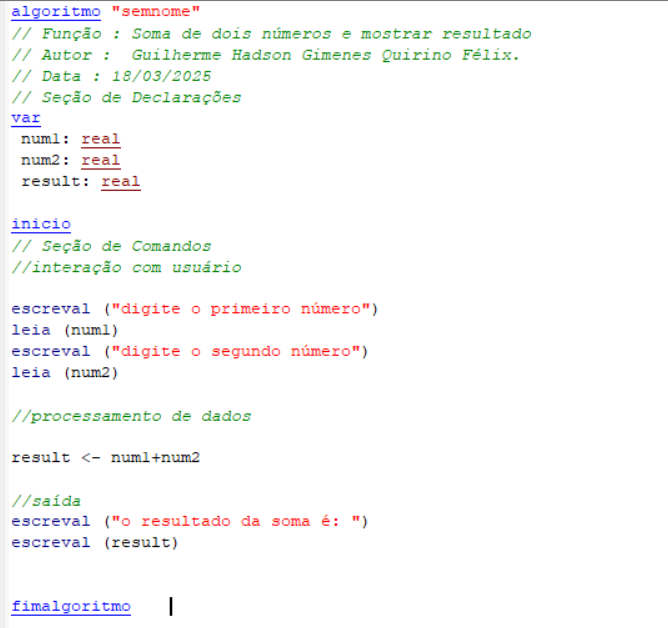 algoritmo "semnome"
// Função : Soma de dois números e mostrar resultado
// Autor :  Guilherme Hadson Gimenes Quirino Félix.
// Data : 18/03/2025
// Seção de Declarações
var
num1: real
num2: real
result: real
inicio
// Seção de Comandos
//interação com usuário
escreval ("digite o primeiro número")
leia (num1)
escreval ("digite o segundo número")
leia (num2)
//processamento de dados
result <- num1+num2
//saída
escreval ("o resultado da soma é: ")
escreval (result)
fimalgoritmo